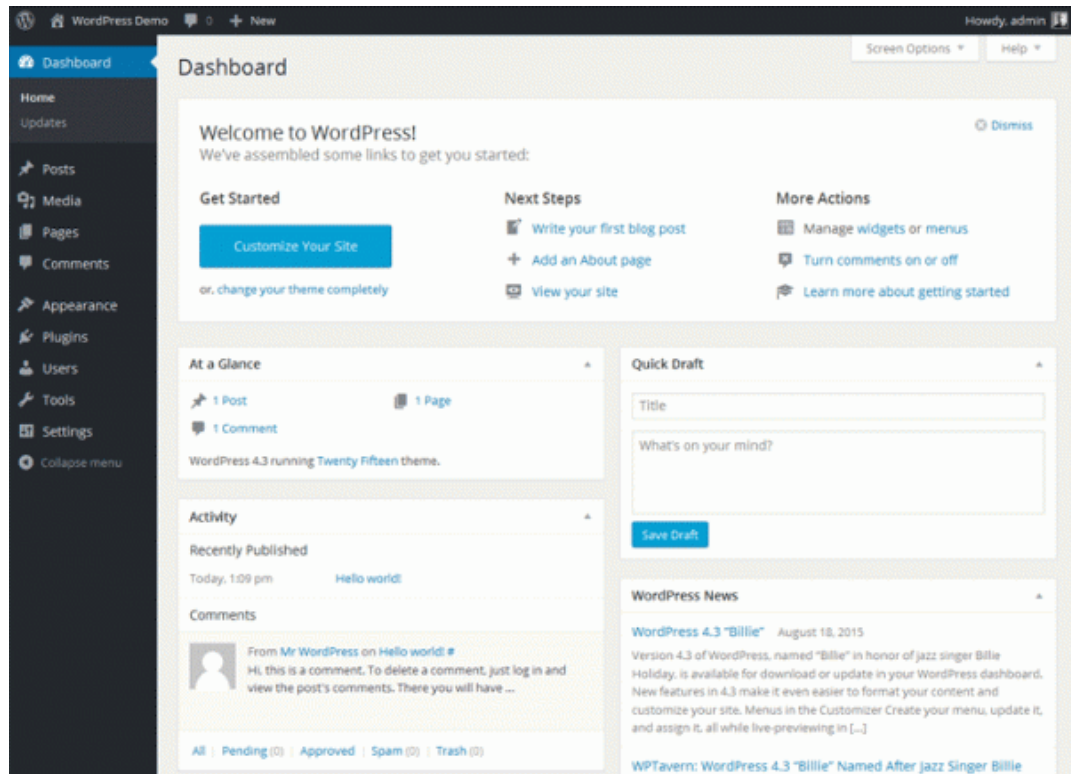 WordPress Demo 0 + New
Howdy, admin
Dashboard
Home
Updates
Posts
Media
Pages
Comments
Appearance
Plugins
Users
Tools
Settings
Collapse menu
Screen Options
Help
Dashboard
Welcome to WordPress!
We've assembled some links to get you started:
Dismiss
Get Started
Customize Your Site
or, change your theme completely
Next Steps
Write your first blog post
Add an About page
View your site
More Actions
Manage widgets or menus
Turn comments on or off
Learn more about getting started
At a Glance
1 Post
1 Page
1 Comment
WordPress 4.3 running Twenty Fifteen theme.
Activity
Recently Published
Today, 1:09 pm Hello world!
Comments
From Mr WordPress on Hello world! #
Hi, this is a comment. To delete a comment, just log in and
view the post's comments. There you will have ...
All | Pending (0) | Approved | Spam (0) | Trash (0)
Quick Draft
Title
What's on your mind?
Save Draft
WordPress News
WordPress 4.3 "Billie" August 18, 2015
Version 4.3 of WordPress, named "Billie" in honor of jazz singer Billie
Holiday, is available for download or update in your WordPress dashboard.
New features in 4.3 make it even easier to format your content and
customize your site. Menus in the Customizer Create your menu, update it,
and assign it, all while live-previewing in [...]
WPTavern: WordPress 4.3 "Billie" Named After Jazz Singer Billie